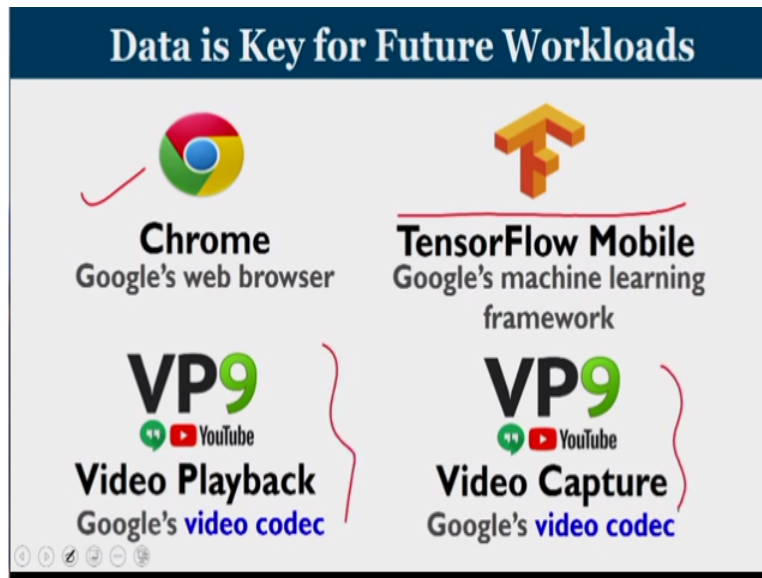 Data is Key for Future Workloads
Chrome
Google's web browser
TensorFlow Mobile
Google's machine learning
framework
VP9
YouTube
Video Playback
Google's video codec
VP9
YouTube
Video Capture
Google's video codec